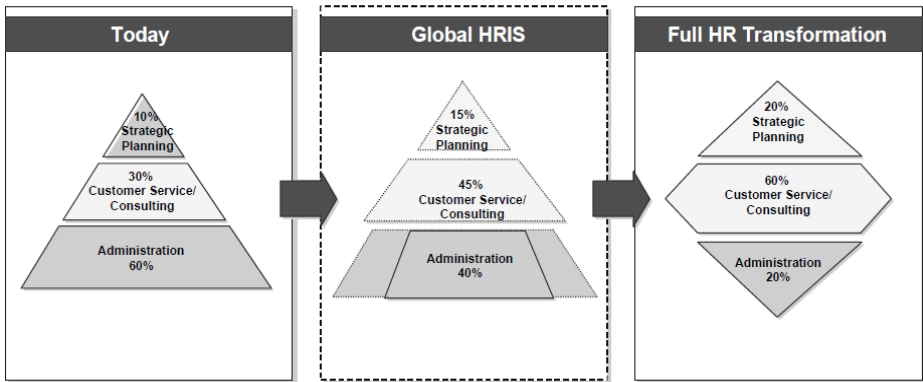 Today
10%
Strategic
Planning
30%
Customer Service/
Consulting
Administration
60%
Global HRIS
15%
Strategic
Planning
45%
Customer Service/
Consulting
Administration
40%
Full HR Transformation
20%
Strategic
Planning
60%
Customer Service/
Consulting
Administration
20%